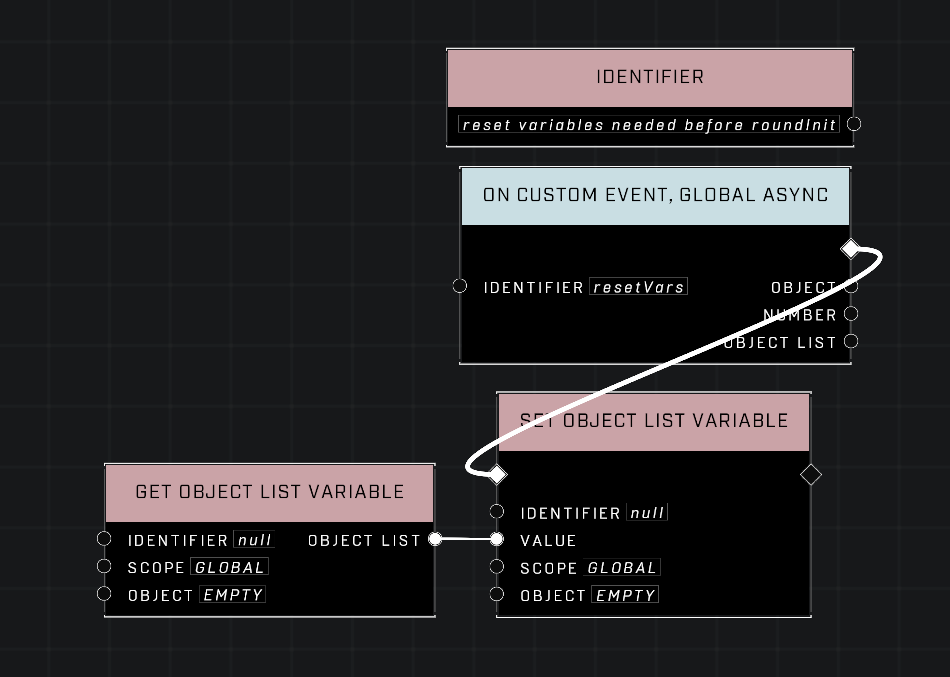 IDENTIFIER
reset variables needed before roundInit
ON CUSTOM EVENT, GLOBAL ASYNC
IDENTIFIER resetVars OBJECT
NUMBER
OBJECT LIST
SET OBJECT LIST VARIABLE
IDENTIFIER null
VALUE
SCOPE GLOBAL
OBJECT EMPTY
GET OBJECT LIST VARIABLE
IDENTIFIER null OBJECT LIST
SCOPE GLOBAL
OBJECT EMPTY